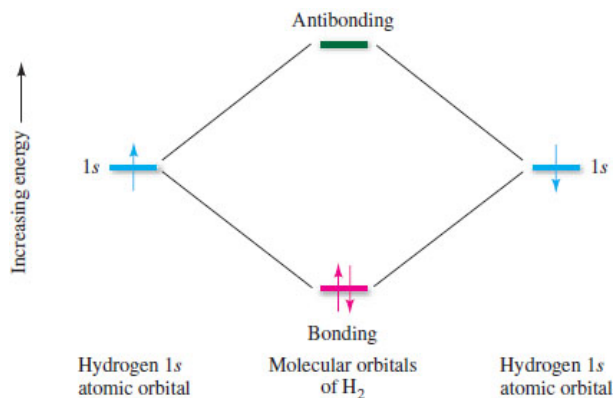 Antibonding
Increasing energy
1s
1s
Bonding
Hydrogen 1s
atomic orbital
Molecular orbitals
of H₂
Hydrogen 1s
atomic orbital